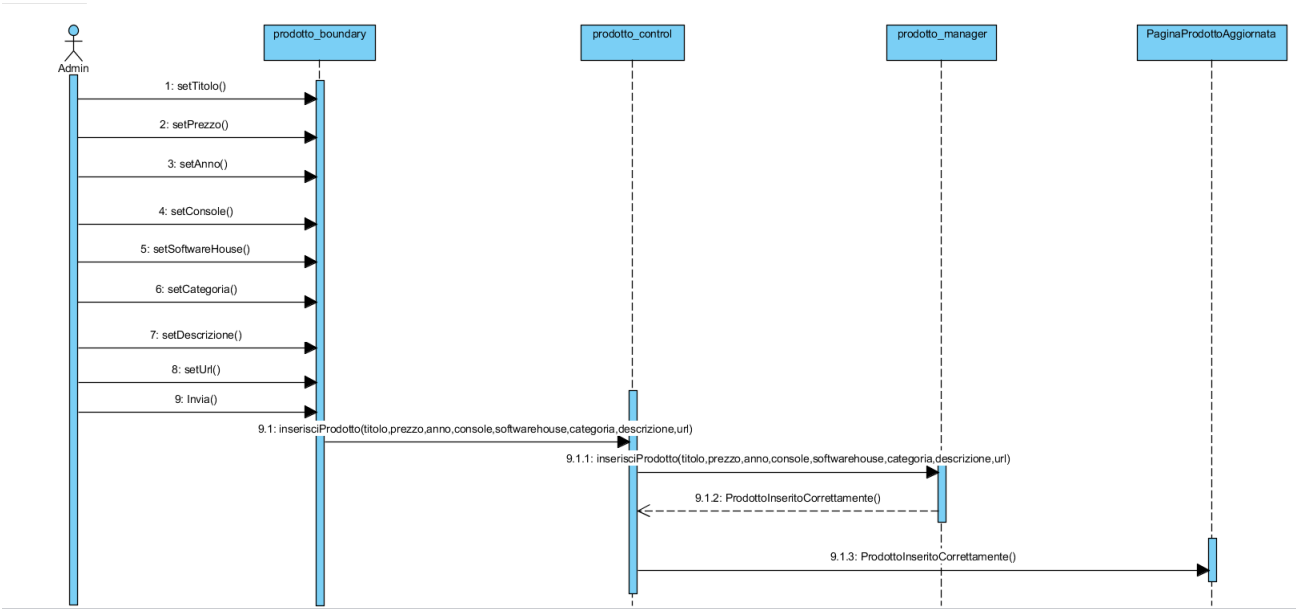 prodotto_boundary
prodotto_control
prodotto_manager
PaginaProdottoAggiornata
Admin
1: setTitolo()
2: setPrezzo()
3: setAnno()
4: setConsole()
5: setSoftwareHouse()
6: setCategoria()
7: setDescrizione()
8: setUrl()
9: Invia()
9.1: inserisciProdotto(titolo,prezzo,anno,console,softwarehouse,categoria,descrizione,url)
9.1.1: inserisciProdotto(titolo,prezzo,anno,console,softwarehouse,categoria,descrizione,url)
9.1.2: ProdottoInseritoCorrettamente()
9.1.3: ProdottoInseritoCorrettamente()